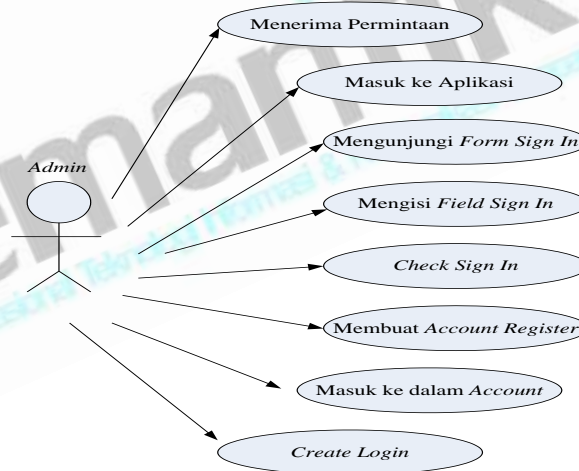 Menerima Permintaan
Masuk ke Aplikasi
Mengunjungi Form Sign In
Admin
Mengisi Field Sign In
Check Sign In
Membuat Account Register
Masuk ke dalam Account
Create Login